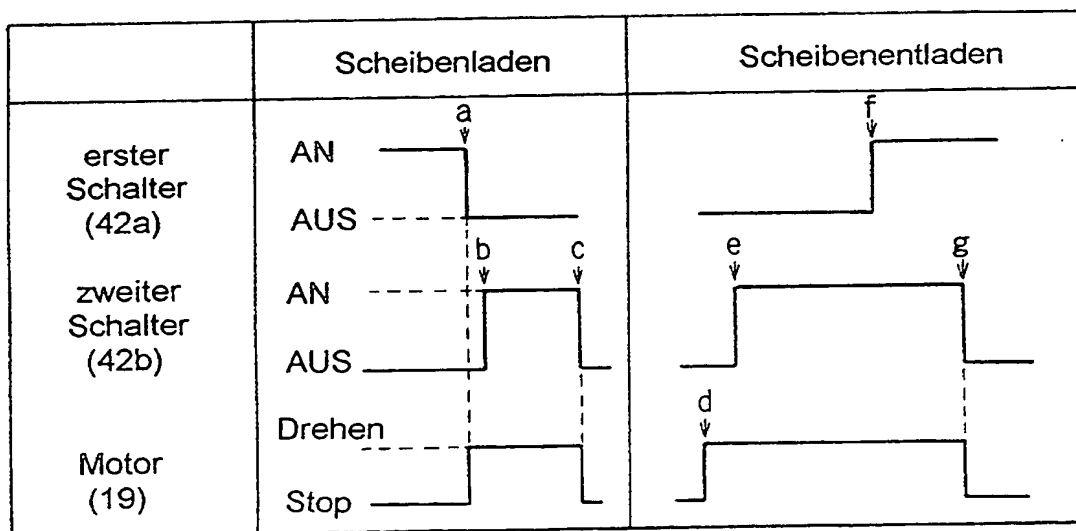 Scheibenladen
Scheibenentladen
erster
Schalter
(42a)
AN
AUS
a
f
zweiter
Schalter
(42b)
AN
AUS
b
c
e
g
Motor
(19)
Drehen
Stop
d